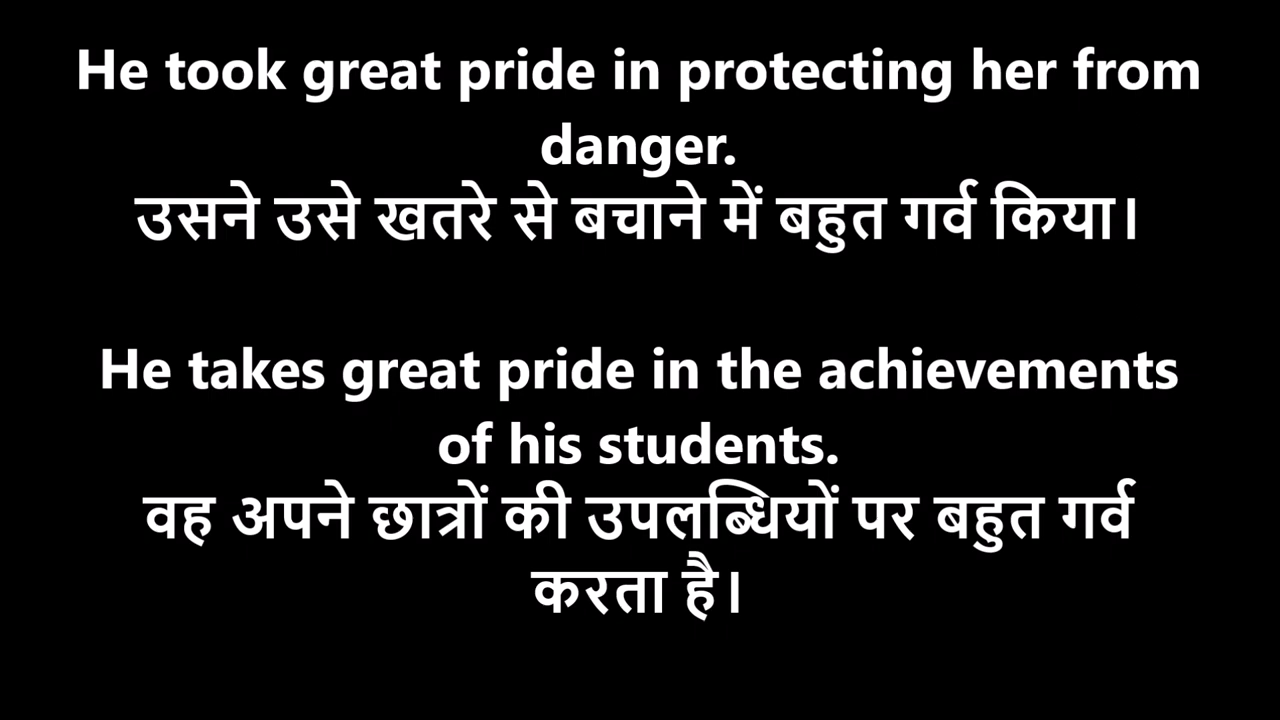 He took great pride in protecting her from
danger.
उसने उसे खतरे से बचाने में बहुत गर्व किया।
He takes great pride in the achievements
of his students.
वह अपने छात्रों की उपलब्धियों पर बहुत गर्व
करता है।